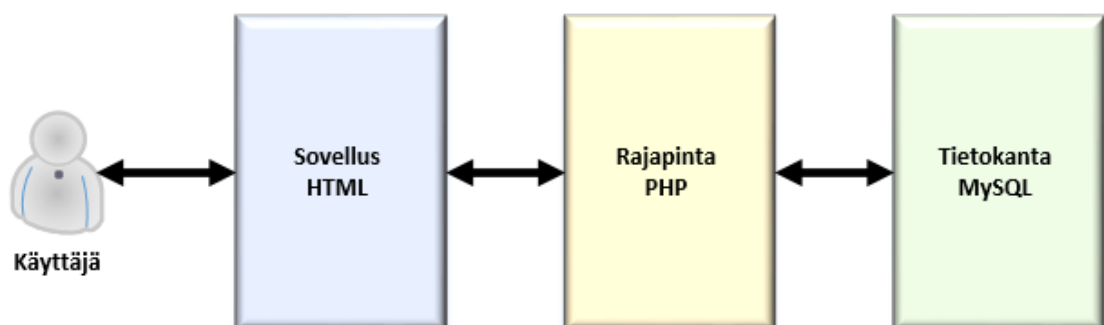 Käyttäjä
Sovellus
HTML
Rajapinta
PHP
Tietokanta
MySQL